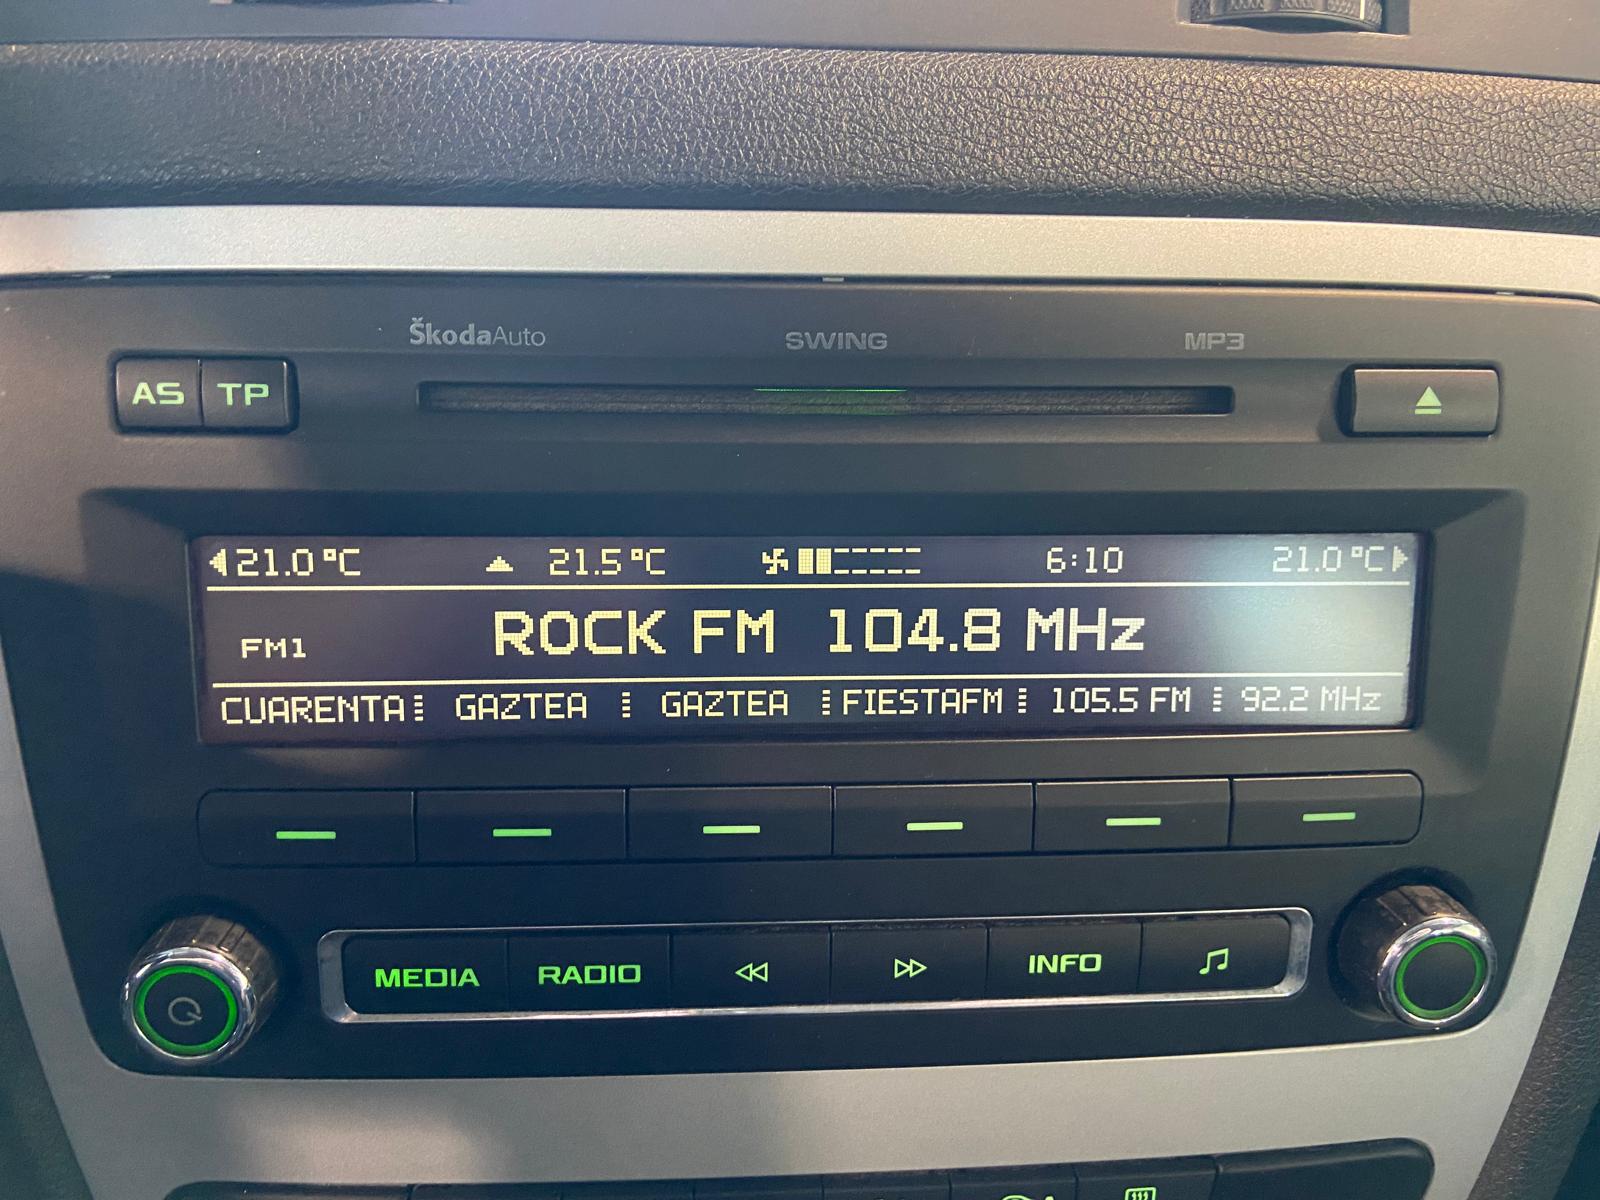 ŠkodaAuto SWING MP3
AS TP
21.0°C 21.5°C 6:10 21.0°C
FM1 ROCK FM 104.8 MHz
CUARENTA GAZTEA GAZTEA FIESTAFM 105.5 FM 92.2 MHz
MEDIA RADIO INFO